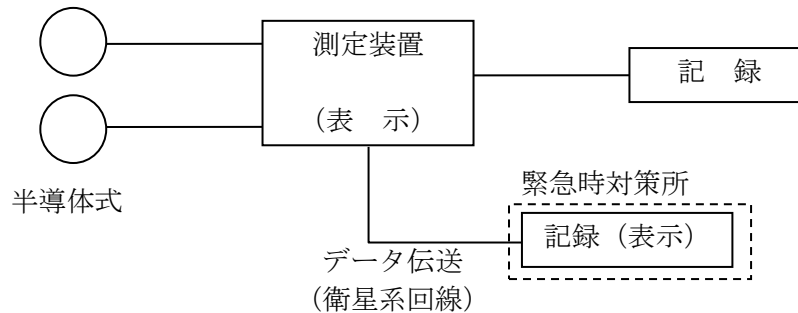 測定装置
（表　示）
記　録
半導体式
緊急時対策所
記録（表示）
データ伝送
（衛星系回線）